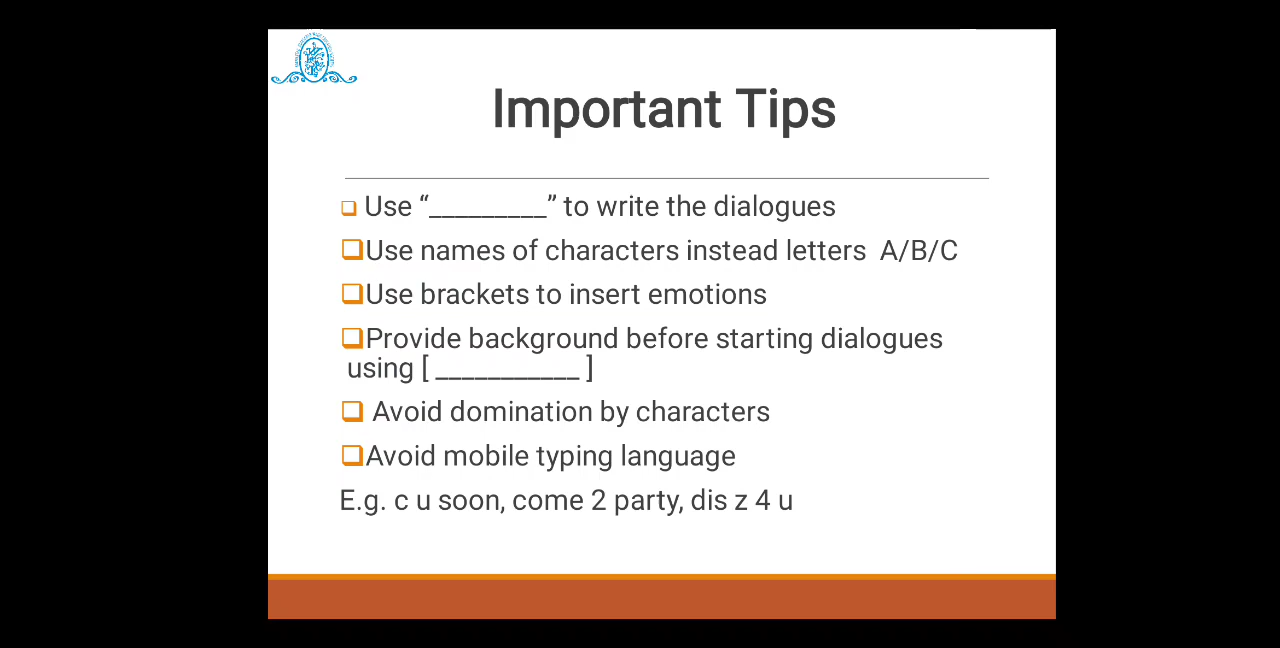 Important Tips
Use “_________” to write the dialogues
Use names of characters instead letters A/B/C
Use brackets to insert emotions
Provide background before starting dialogues
using [ ___________ ]
Avoid domination by characters
Avoid mobile typing language
E.g. c u soon, come 2 party, dis z 4 u